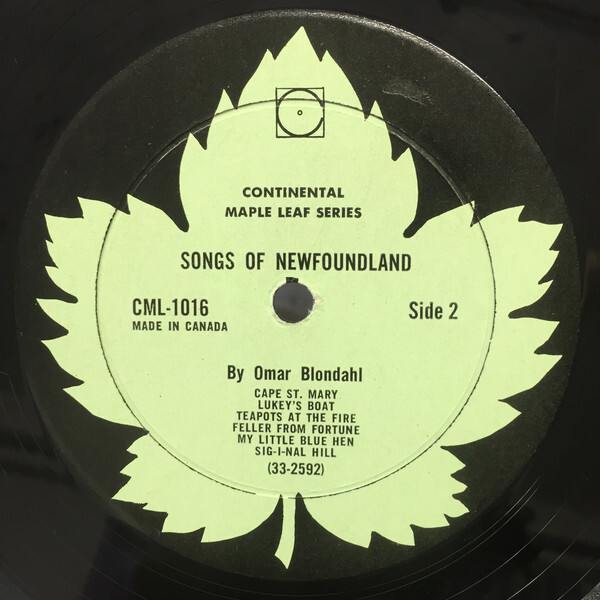 CONTINENTAL
MAPLE LEAF SERIES
SONGS OF NEWFOUNDLAND
CML-1016 Side 2
MADE IN CANADA
By Omar Blondahl
CAPE ST. MARY
LUKEY'S BOAT
TEAPOTS AT THE FIRE
FELLER FROM FORTUNE
MY LITTLE BLUE HEN
SIG-I-NAL HILL
(33-2592)